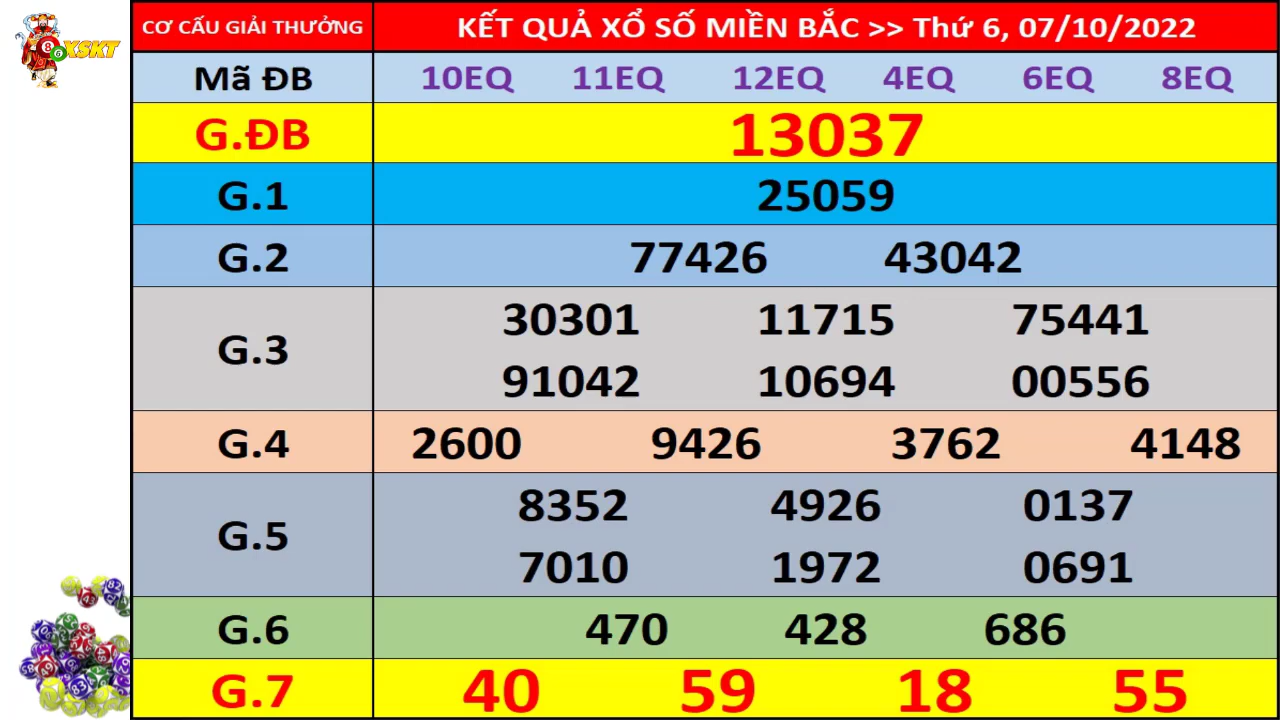 XSKT
CƠ CẤU GIẢI THƯỞNG
KẾT QUẢ XỔ SỐ MIỀN BẮC >> Thứ 6, 07/10/2022
Mã ĐB
10EQ 11EQ 12EQ 4EQ 6EQ 8EQ
G.ĐB
13037
G.1
25059
G.2
77426 43042
G.3
30301 11715 75441
91042 10694 00556
G.4
2600 9426 3762 4148
G.5
8352 4926 0137
7010 1972 0691
G.6
470 428 686
G.7
40 59 18 55